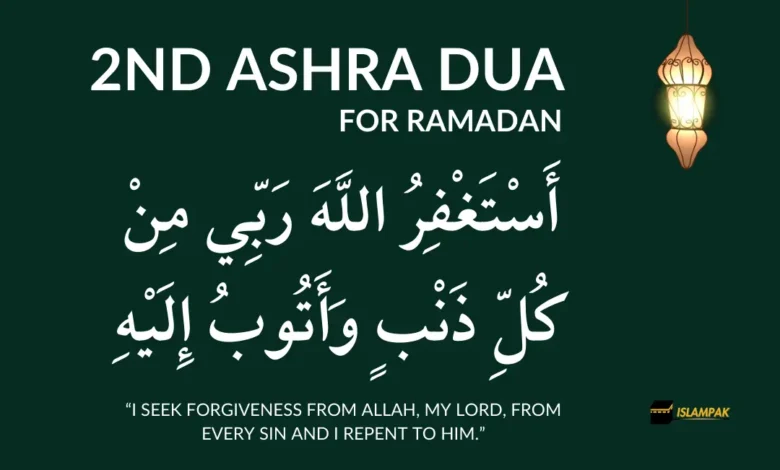 2ND ASHRA DUA
FOR RAMADAN
أَسْتَغْفِرُ اللَّهَ رَبِّي مِنْ
كُلِّ ذَنْبٍ وَأَتُوبُ إِلَيْهِ
“I SEEK FORGIVENESS FROM ALLAH, MY LORD, FROM
EVERY SIN AND I REPENT TO HIM.”
ISLAMPAK